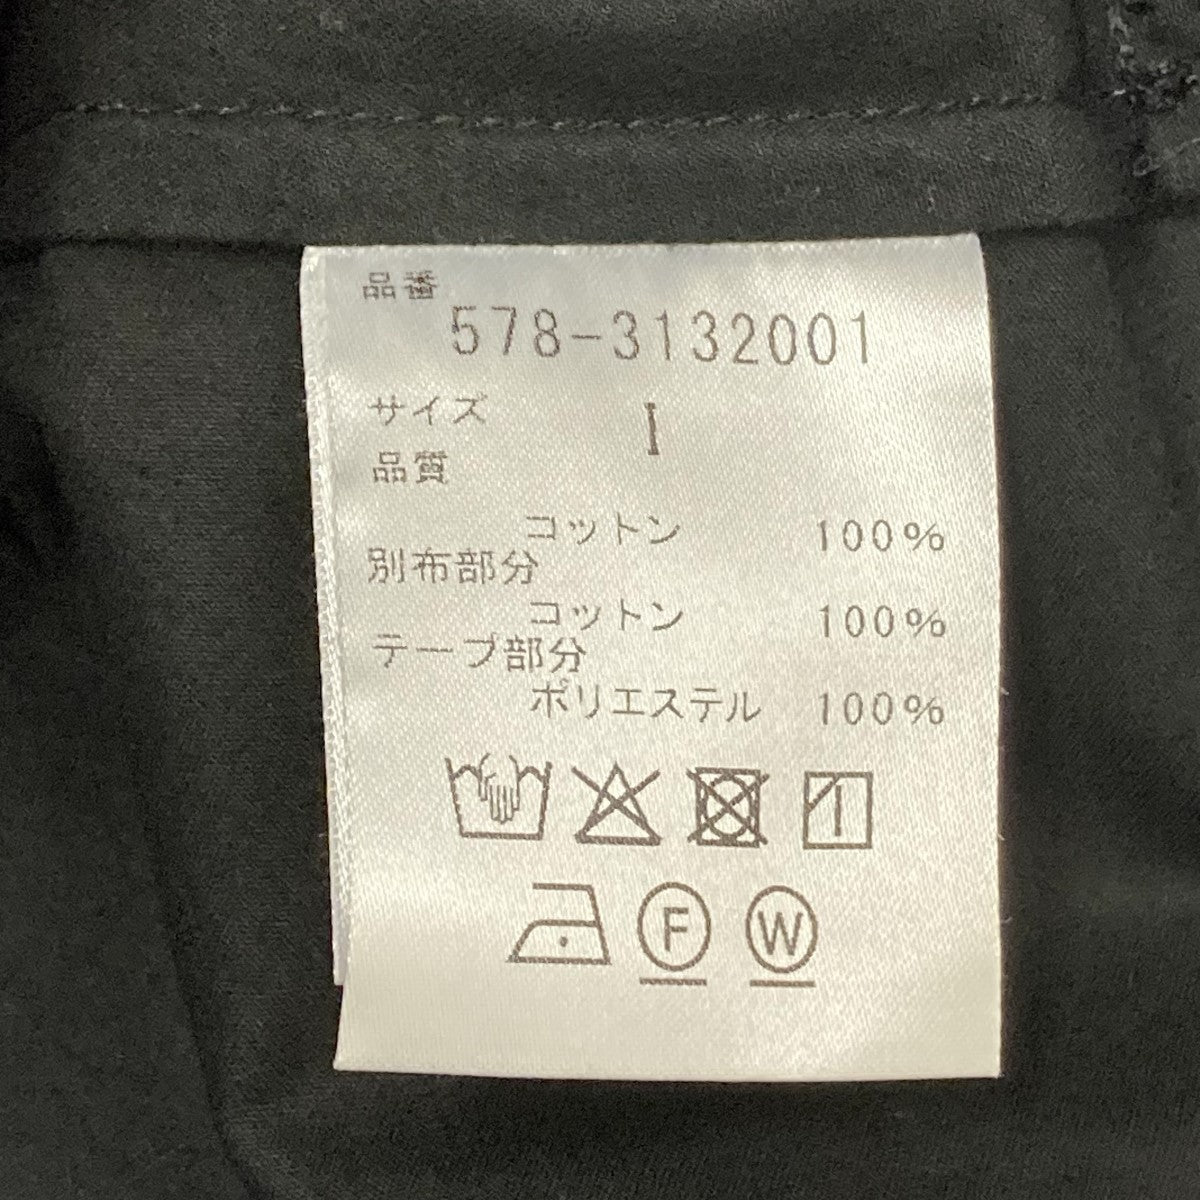 品番
578-3132001
サイズ I
品質
コットン 100%
別布部分
コットン 100%
テープ部分
ポリエステル 100%
F W